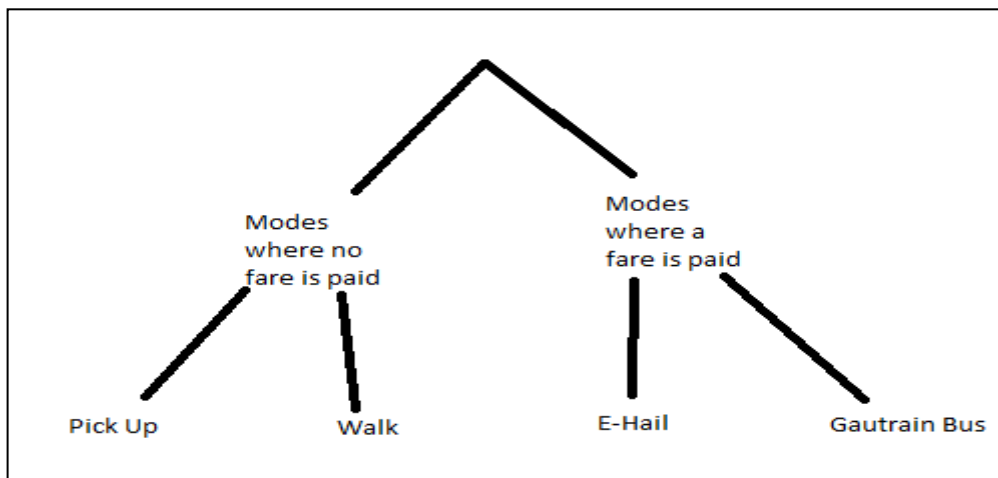 Modes
where no
fare is paid
Modes
where a
fare is paid
Pick Up
Walk
E-Hail
Gautrain Bus